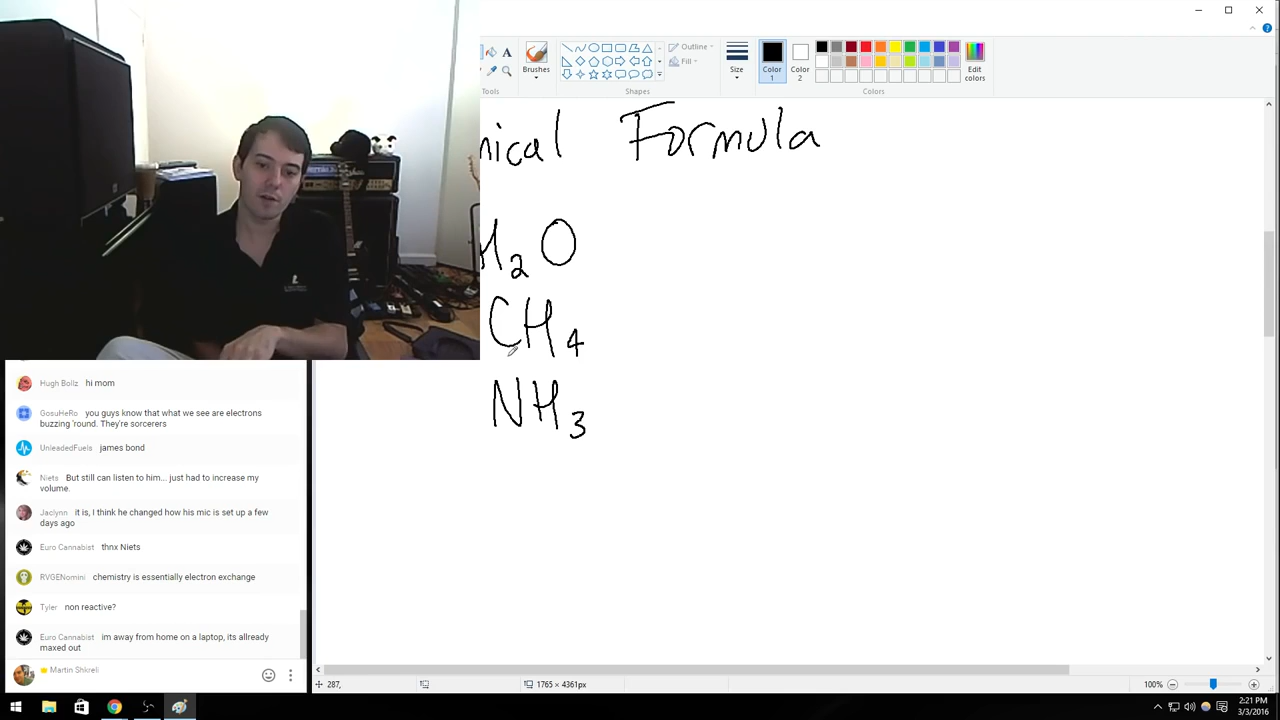 Outline
Fill
Brushes
Size
Color 1
Color 2
Edit colors
Tools
Shapes
Colors
nical Formula
H2O
CH4
NH3
Hugh Bollz hi mom
GosuHeRo you guys know that what we see are electrons
buzzing 'round. They're sorcerers
UnleadedFuels james bond
Niets But still can listen to him... just had to increase my
volume.
Jaclynn it is, I think he changed how his mic is set up a few
days ago
Euro Cannabist thnx Niets
RVGENomini chemistry is essentially electron exchange
Tyler non reactive?
Euro Cannabist im away from home on a laptop, its allready
maxed out
Martin Shkreli
287,
1765 × 4361px
100%
2:21 PM
3/3/2016